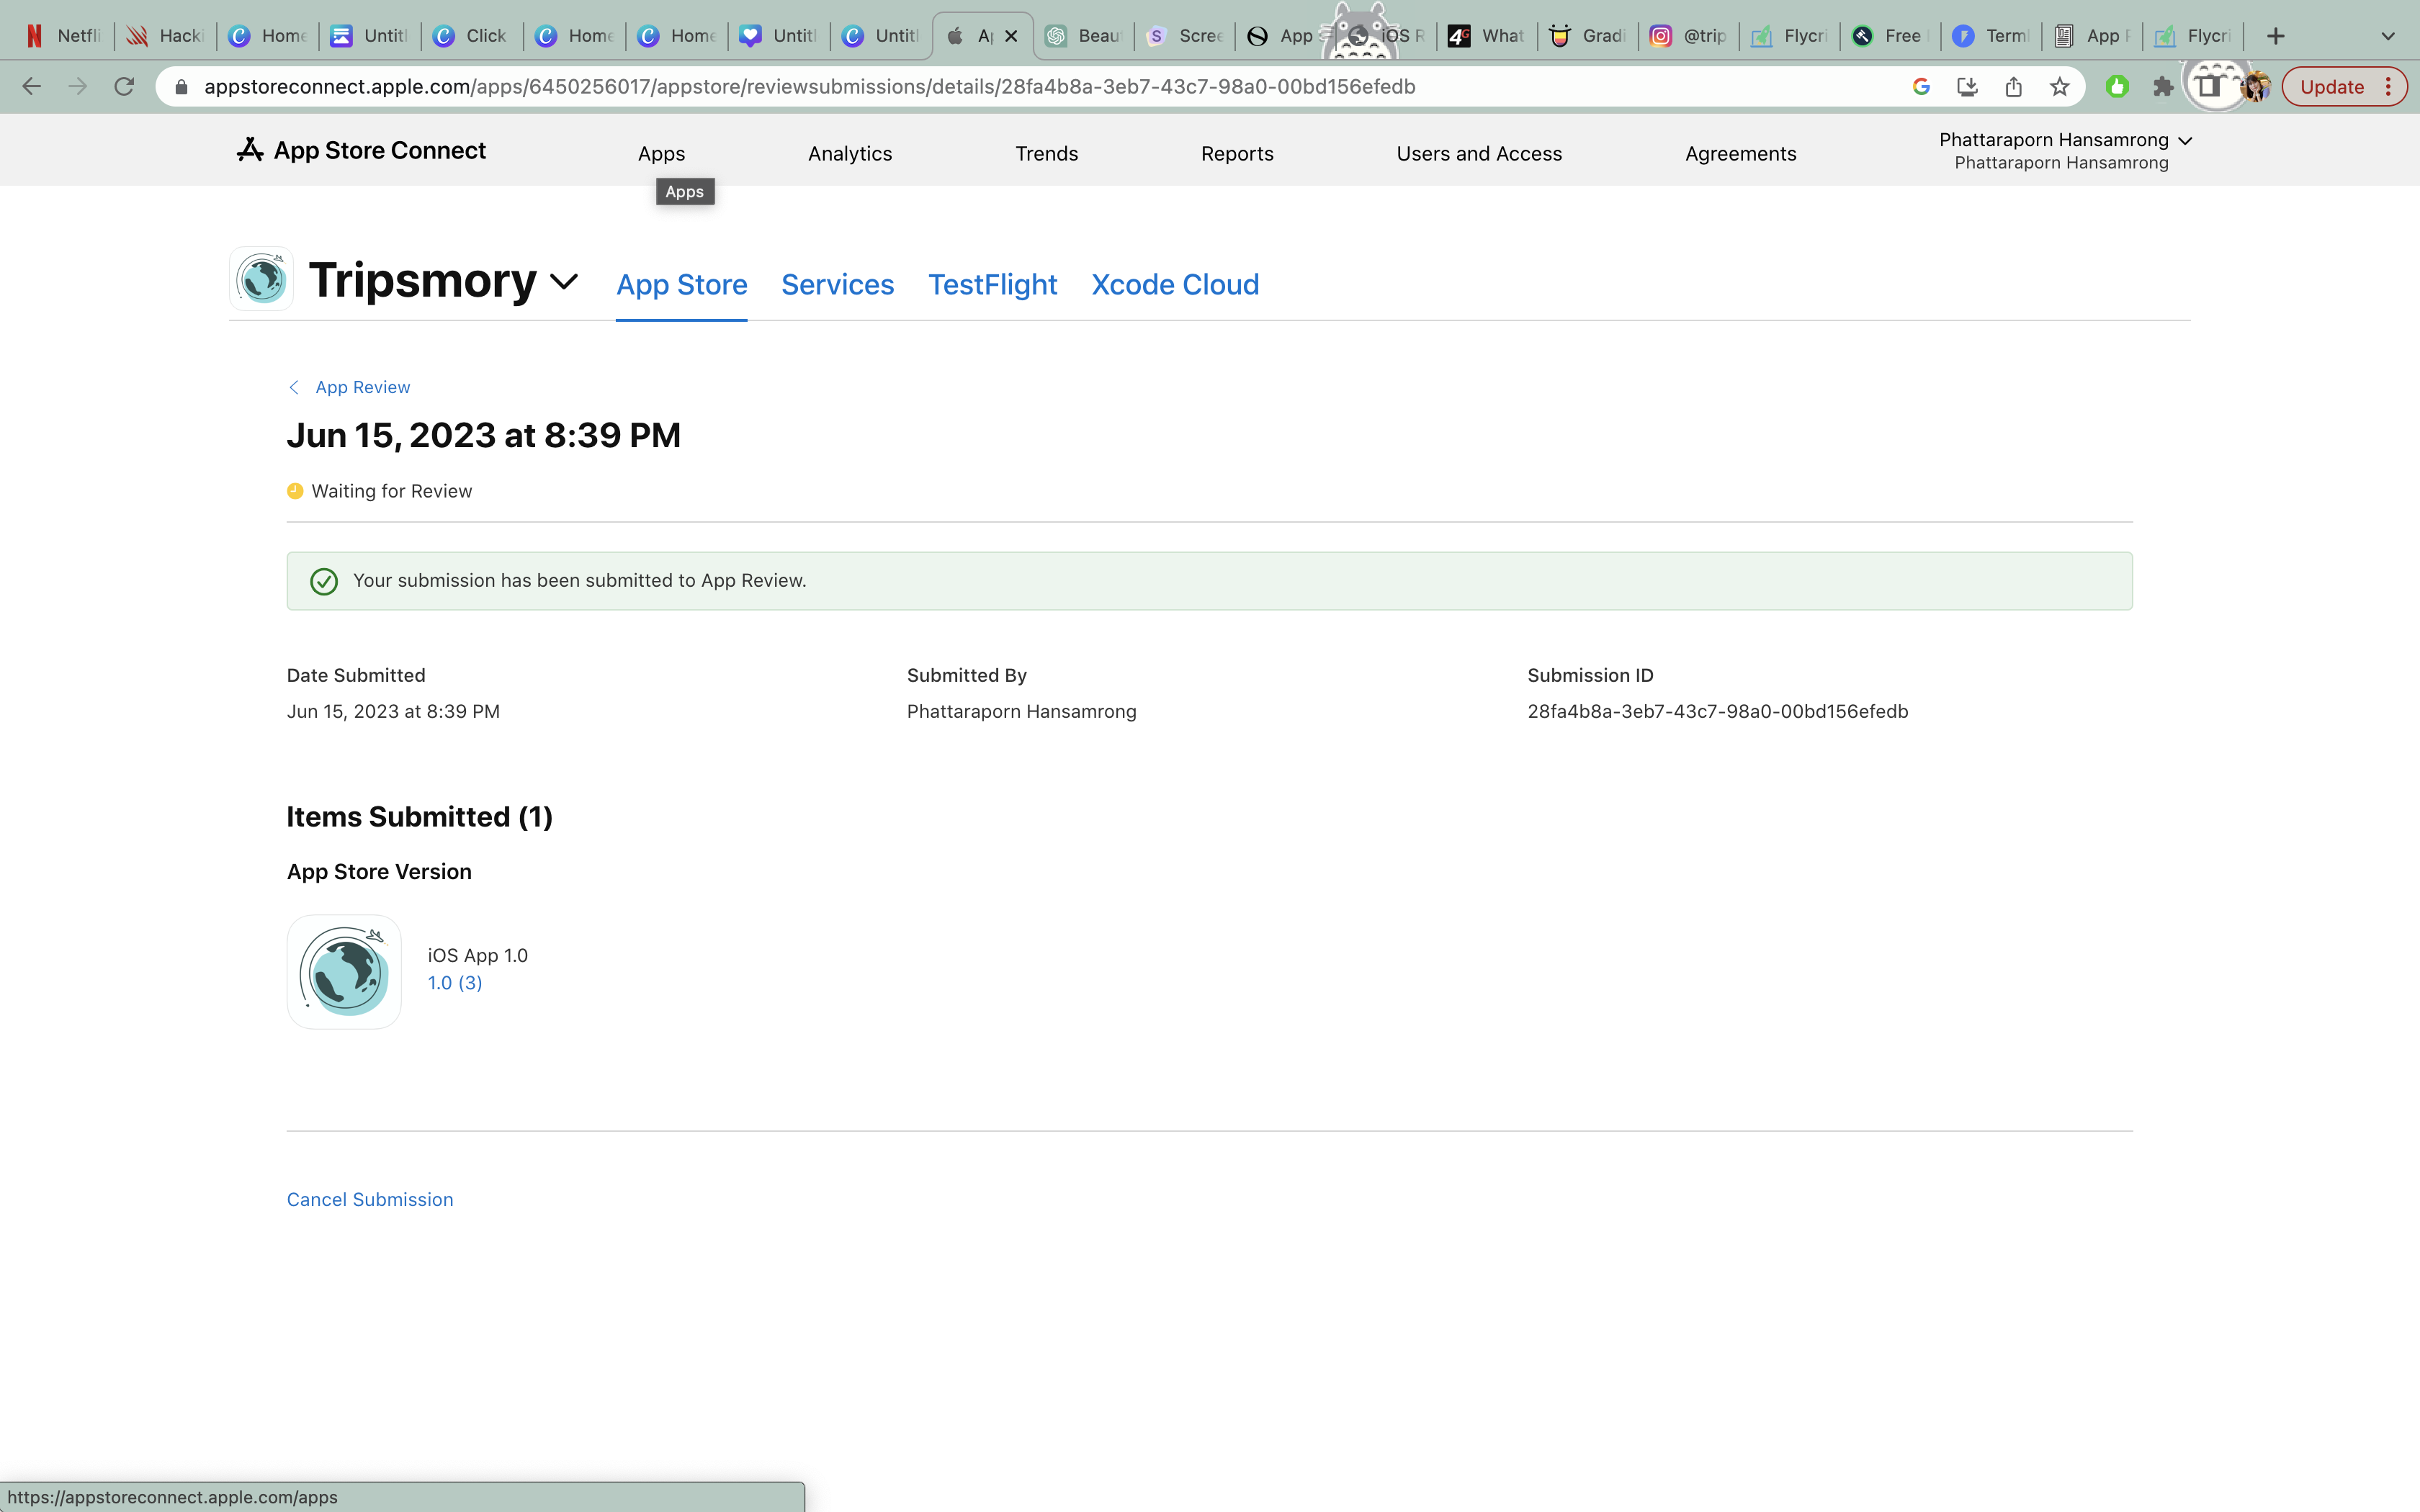 Netfli Hacki Home Untitl Click Home Home Untitl Untitl Ap Beau Scree App iOS R What Gradi @trip Flycri Free Termi App P Flycri
appstoreconnect.apple.com/apps/6450256017/appstore/reviewsubmissions/details/28fa4b8a-3eb7-43c7-98a0-00bd156efedb Update
App Store Connect Apps Analytics Trends Reports Users and Access Agreements Phattaraporn Hansamrong
Phattaraporn Hansamrong
Apps
Tripsmory App Store Services TestFlight Xcode Cloud
App Review
Jun 15, 2023 at 8:39 PM
Waiting for Review
Your submission has been submitted to App Review.
Date Submitted Submitted By Submission ID
Jun 15, 2023 at 8:39 PM Phattaraporn Hansamrong 28fa4b8a-3eb7-43c7-98a0-00bd156efedb
Items Submitted (1)
App Store Version
iOS App 1.0
1.0 (3)
Cancel Submission
https://appstoreconnect.apple.com/apps